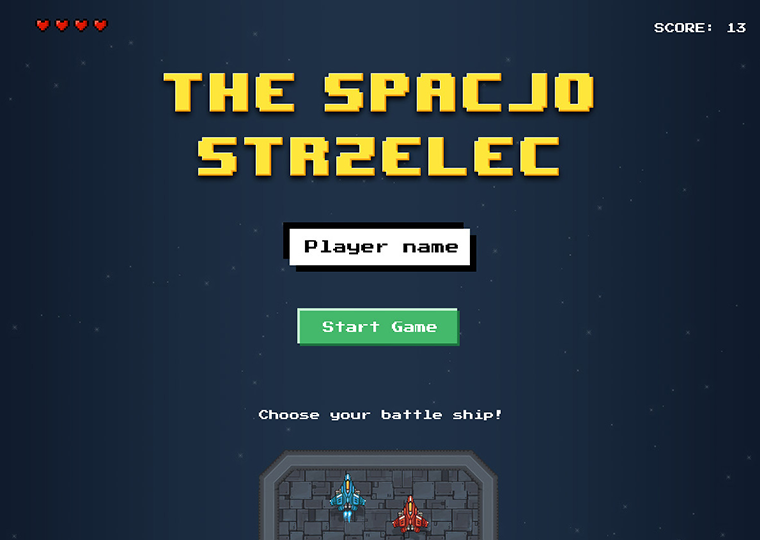 SCORE: 13
THE SPACJO
STRZELEC
Player name
Start Game
Choose your battle ship!